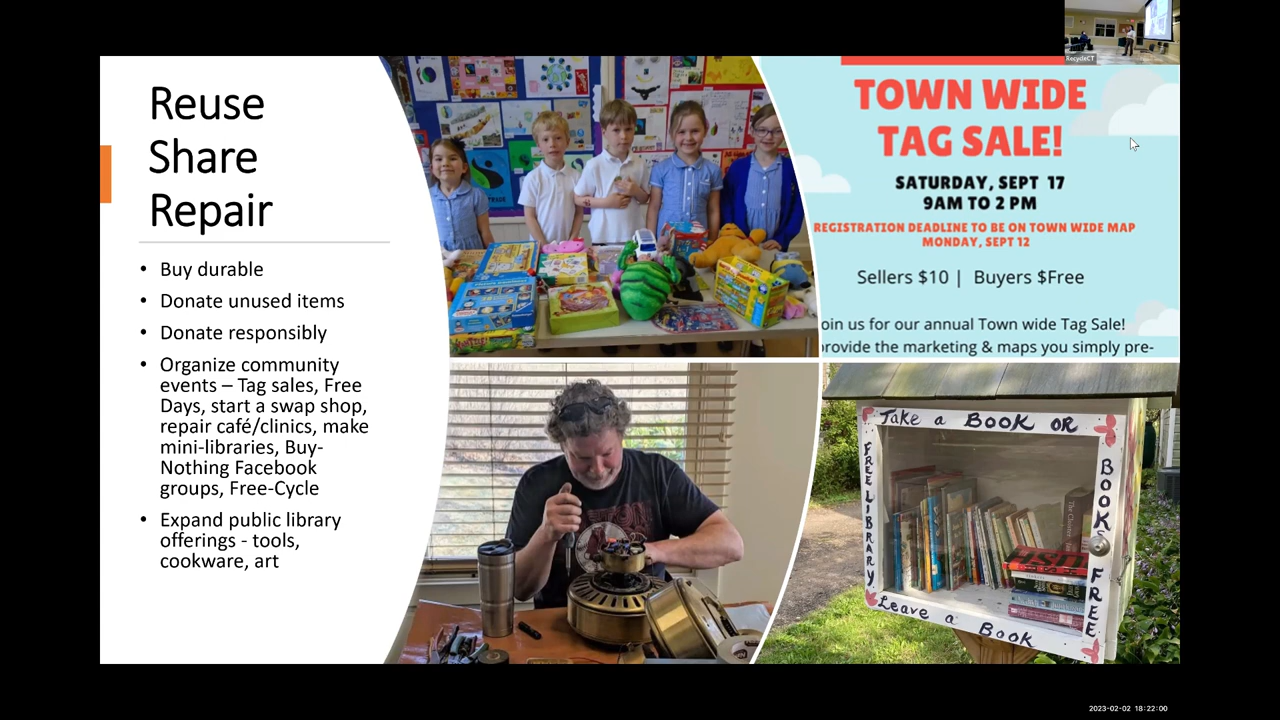 Reuse
Share
Repair
• Buy durable
• Donate unused items
• Donate responsibly
• Organize community
events – Tag sales, Free
Days, start a swap shop,
repair café/clinics, make
mini-libraries, Buy-
Nothing Facebook
groups, Free-Cycle
• Expand public library
offerings - tools,
cookware, art
TOWN WIDE
TAG SALE!
SATURDAY, SEPT 17
9AM TO 2 PM
REGISTRATION DEADLINE TO BE ON TOWN WIDE MAP
MONDAY, SEPT 12
Sellers $10 | Buyers $Free
oin us for our annual Town wide Tag Sale!
provide the marketing & maps you simply pre-
Take a BOOK OR
FREE LIBRARY
BOOKS FREE
Leave a BOOK
RecycleCT
2023-02-02 18:22:00